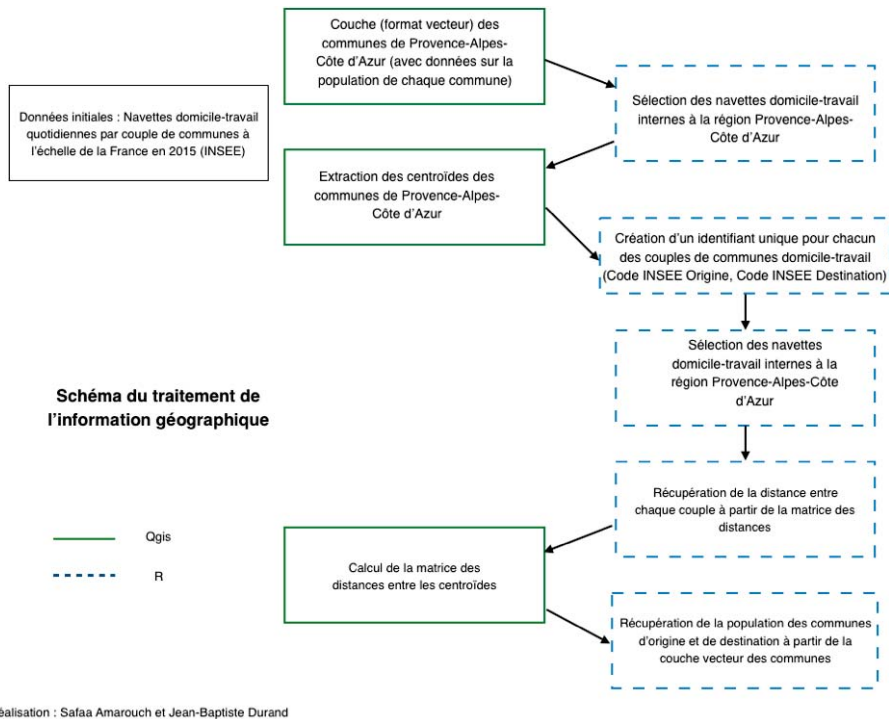 Couche (format vecteur) des
communes de Provence-Alpes-
Côte d'Azur (avec données sur la
population de chaque commune)
Données initiales : Navettes domicile-travail
quotidiennes par couple de communes à
l'échelle de la France en 2015 (INSEE)
Sélection des navettes domicile-travail
internes à la région Provence-Alpes-
Côte d'Azur
Extraction des centroïdes des
communes de Provence-Alpes-
Côte d'Azur
Création d'un identifiant unique pour chacun
des couples de communes domicile-travail
(Code INSEE Origine, Code INSEE Destination)
Sélection des navettes
domicile-travail internes à la
région Provence-Alpes-Côte
d'Azur
Schéma du traitement de
l'information géographique
Récupération de la distance entre
chaque couple à partir de la matrice des
distances
Qgis
R
Calcul de la matrice des
distances entre les centroïdes
Récupération de la population des communes
d'origine et de destination à partir de la
couche vecteur des communes
éalisation : Safaa Amarouch et Jean-Baptiste Durand